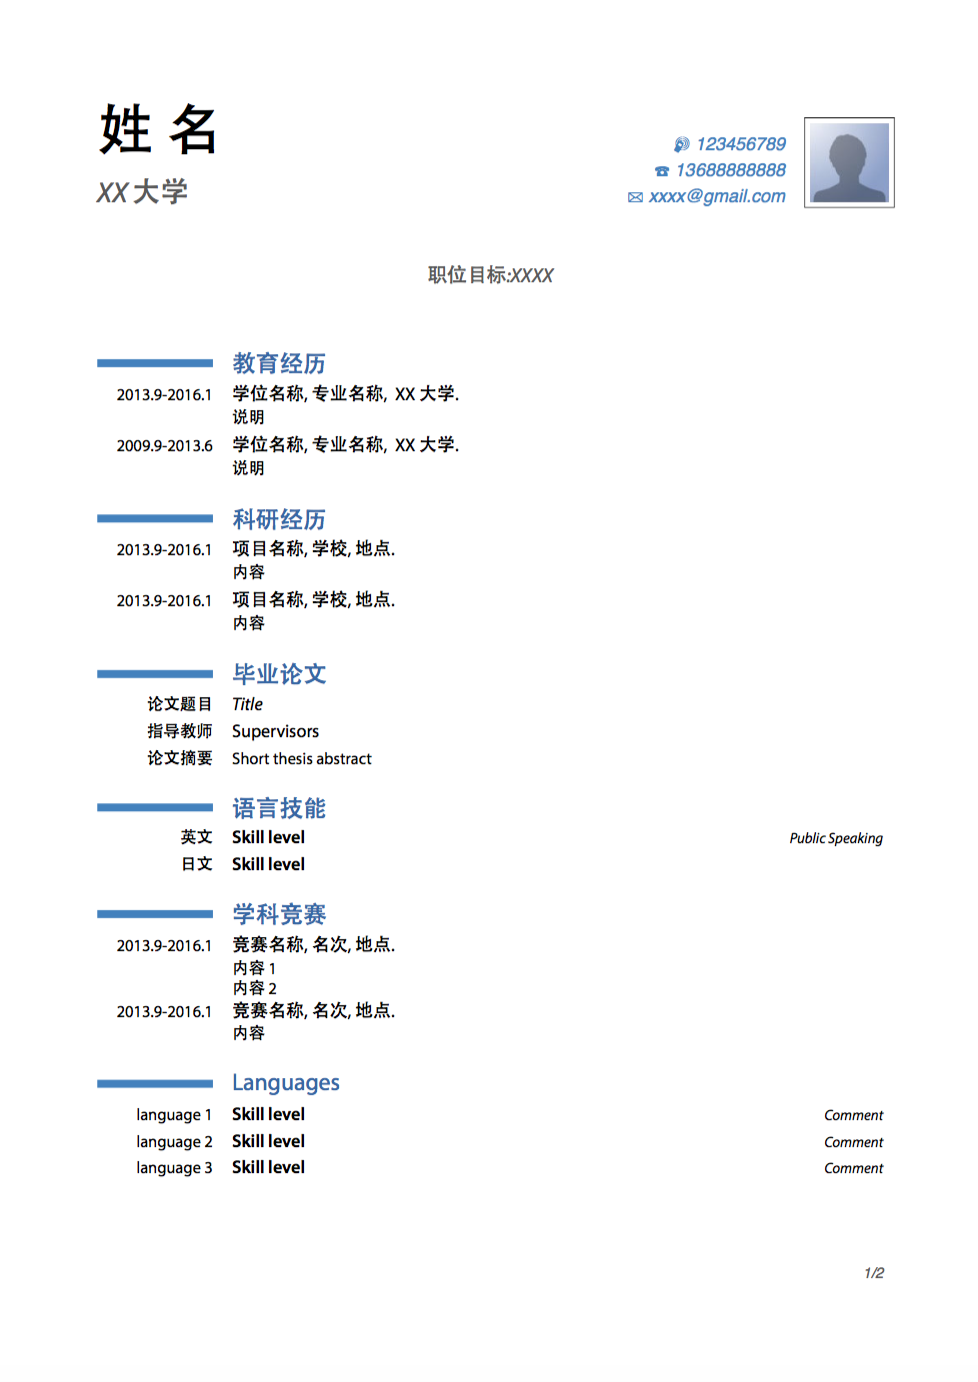 姓 名
XX 大学
123456789
13688888888
xxxx@gmail.com
职位目标:XXXX
教育经历
2013.9-2016.1 学位名称, 专业名称, XX 大学.
说明
2009.9-2013.6 学位名称, 专业名称, XX 大学.
说明
科研经历
2013.9-2016.1 项目名称, 学校, 地点.
内容
2013.9-2016.1 项目名称, 学校, 地点.
内容
毕业论文
论文题目 Title
指导教师 Supervisors
论文摘要 Short thesis abstract
语言技能
英文 Skill level Public Speaking
日文 Skill level
学科竞赛
2013.9-2016.1 竞赛名称, 名次, 地点.
内容 1
内容 2
2013.9-2016.1 竞赛名称, 名次, 地点.
内容
Languages
language 1 Skill level Comment
language 2 Skill level Comment
language 3 Skill level Comment
1/2